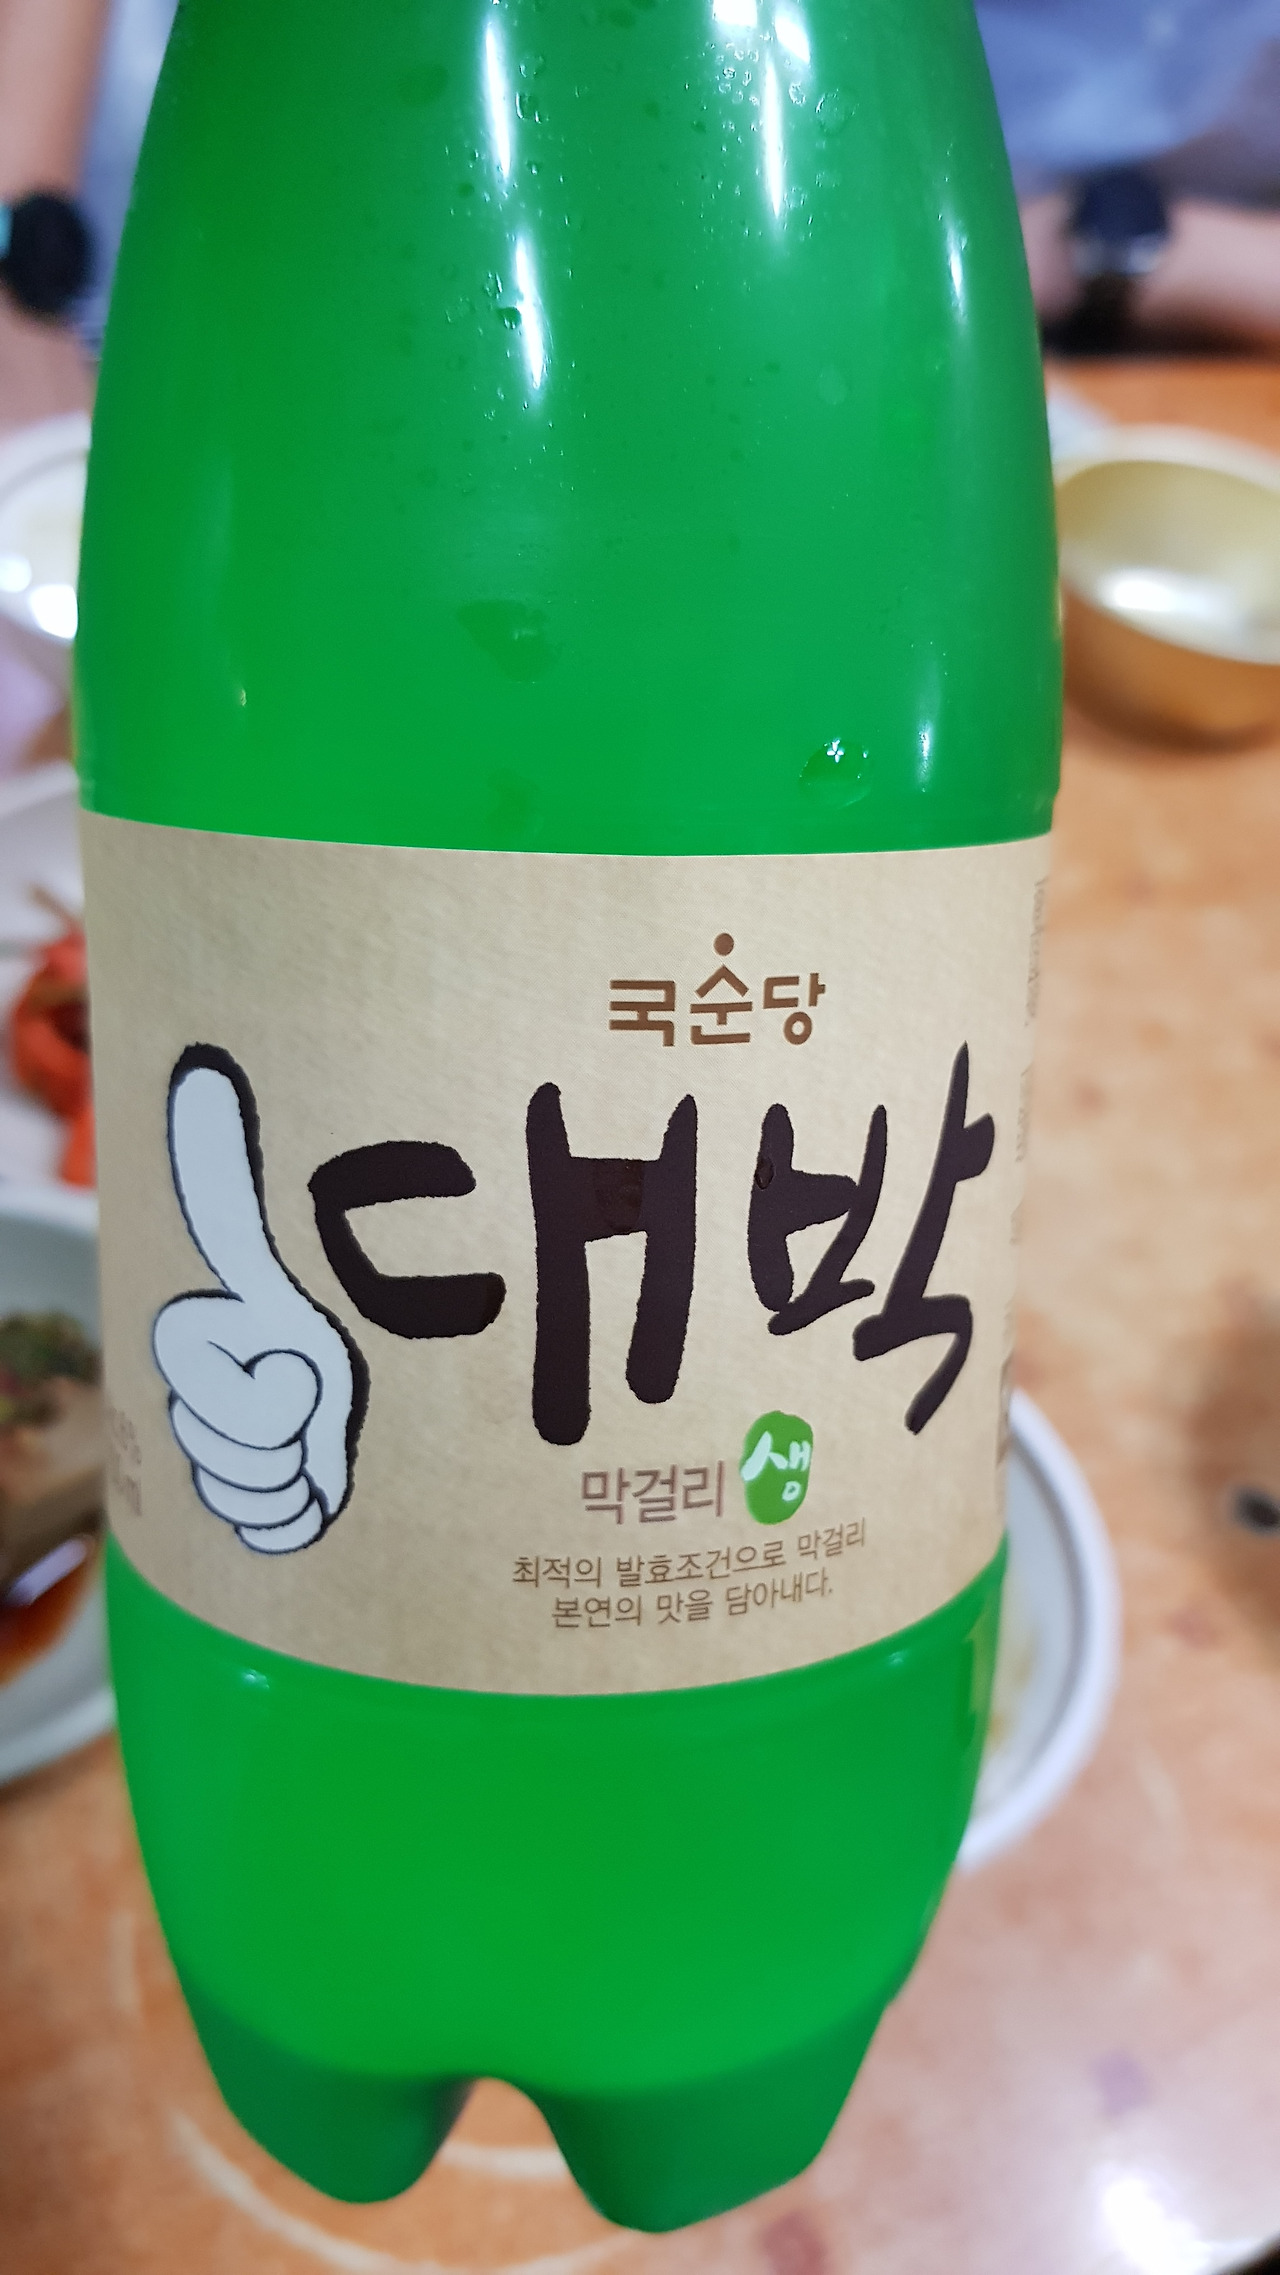 국순당
대박
막걸리 생
최적의 발효조건으로 막걸리
본연의 맛을 담아내다.